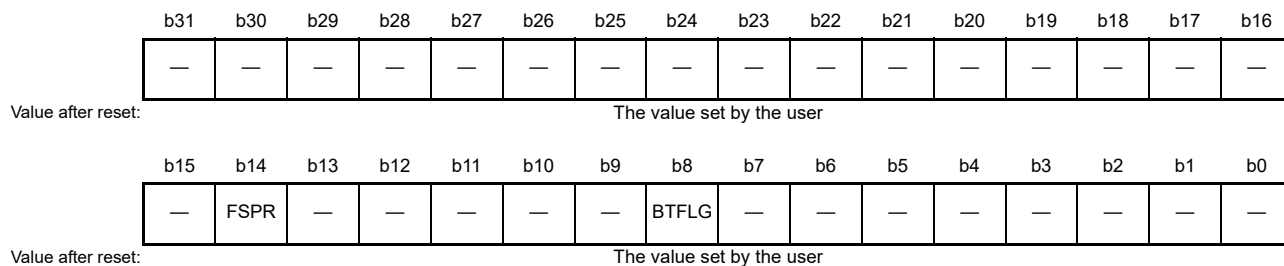 b31 b30 b29 b28 b27 b26 b25 b24 b23 b22 b21 b20 b19 b18 b17 b16
— — — — — — — — — — — — — — — —
Value after reset: The value set by the user
b15 b14 b13 b12 b11 b10 b9 b8 b7 b6 b5 b4 b3 b2 b1 b0
— FSPR — — — — — BTFLG — — — — — — — —
Value after reset: The value set by the user